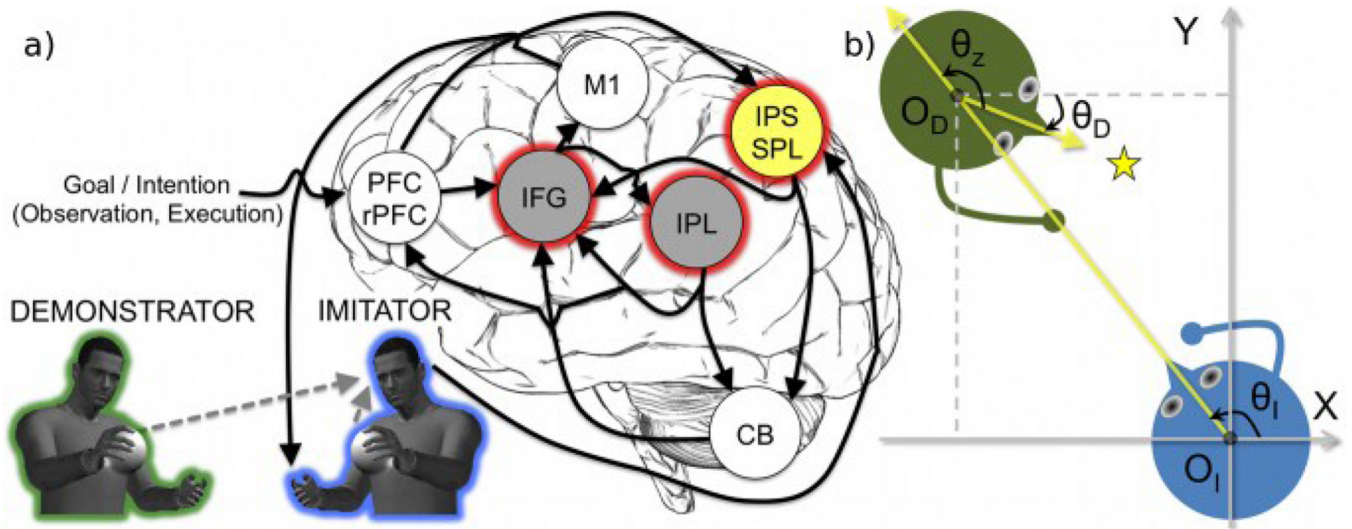 a)
M1
IPS
SPL
Goal / Intention
(Observation, Execution)
PFC
rPFC
IFG
IPL
DEMONSTRATOR
IMITATOR
CB
b)
Y
θz
OD
θD
θI
X
OI